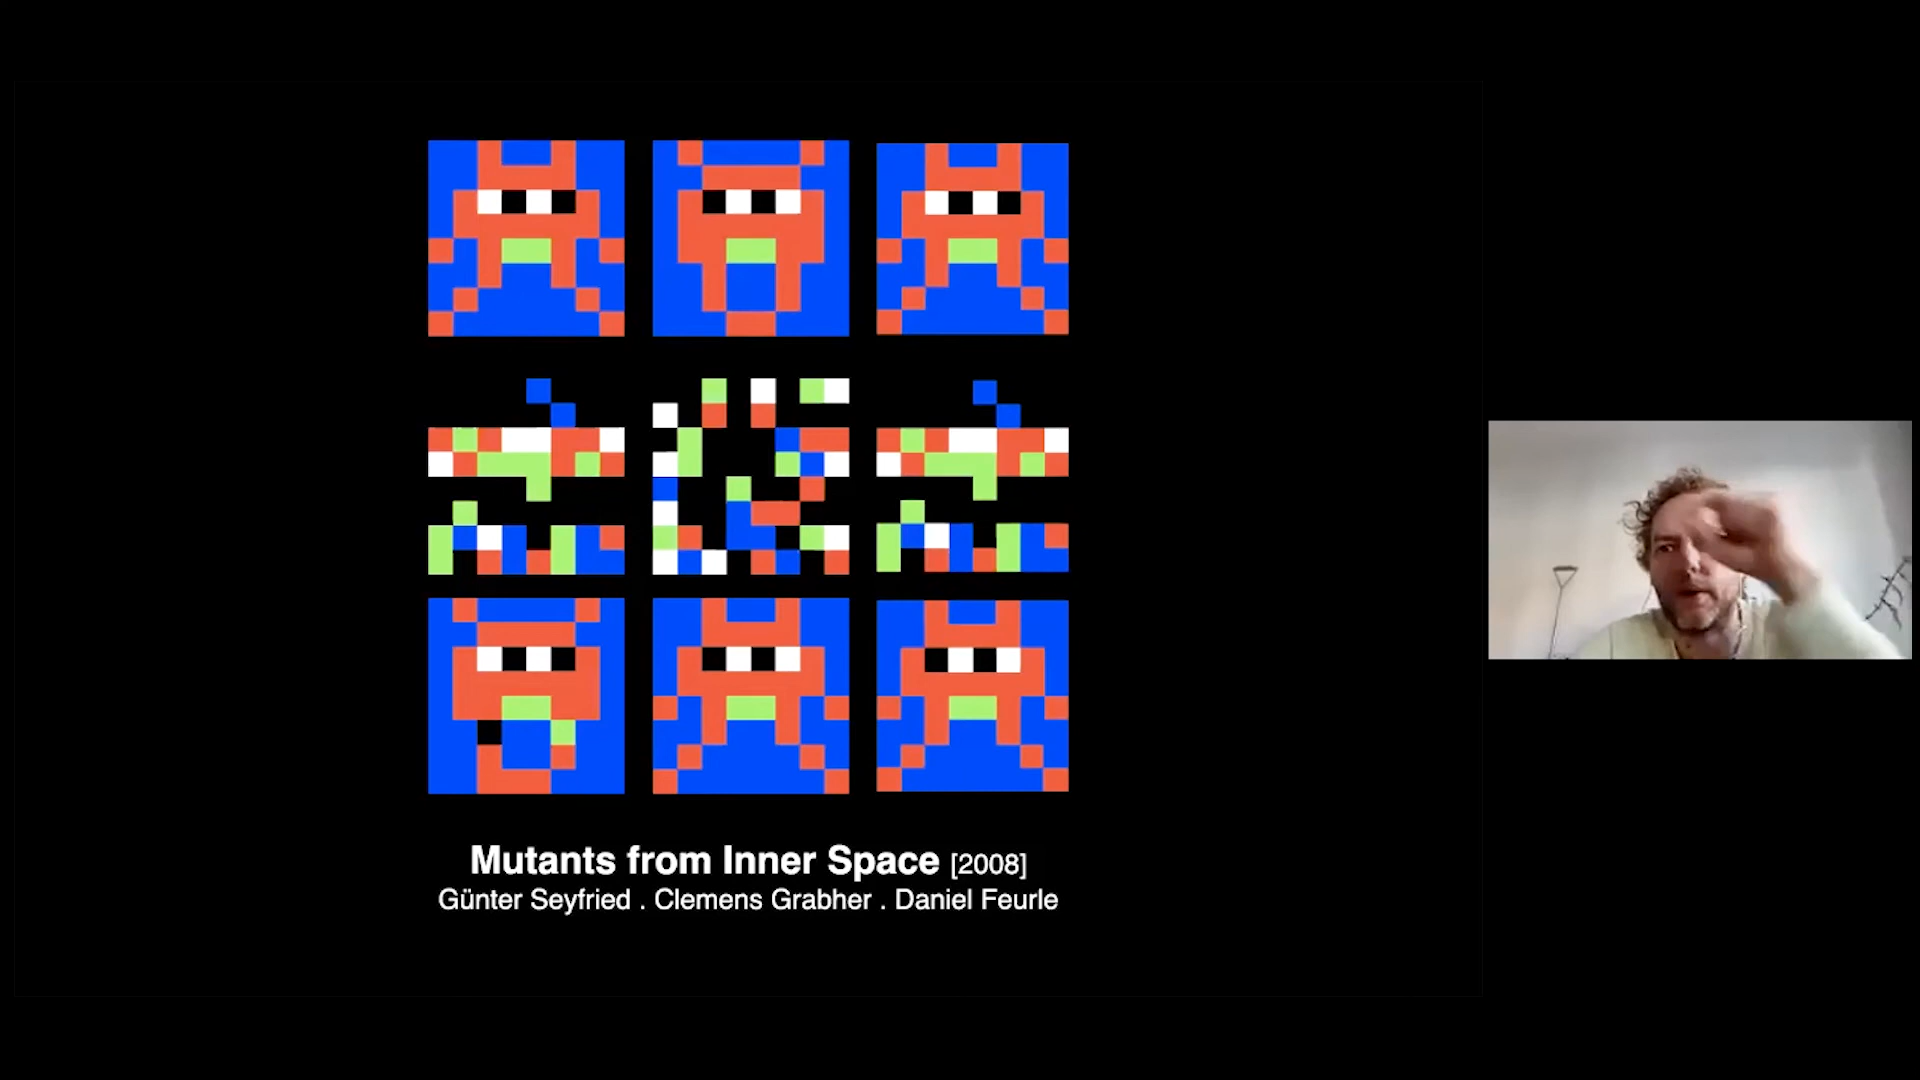 Mutants from Inner Space [2008]
Günter Seyfried . Clemens Grabher . Daniel Feurle